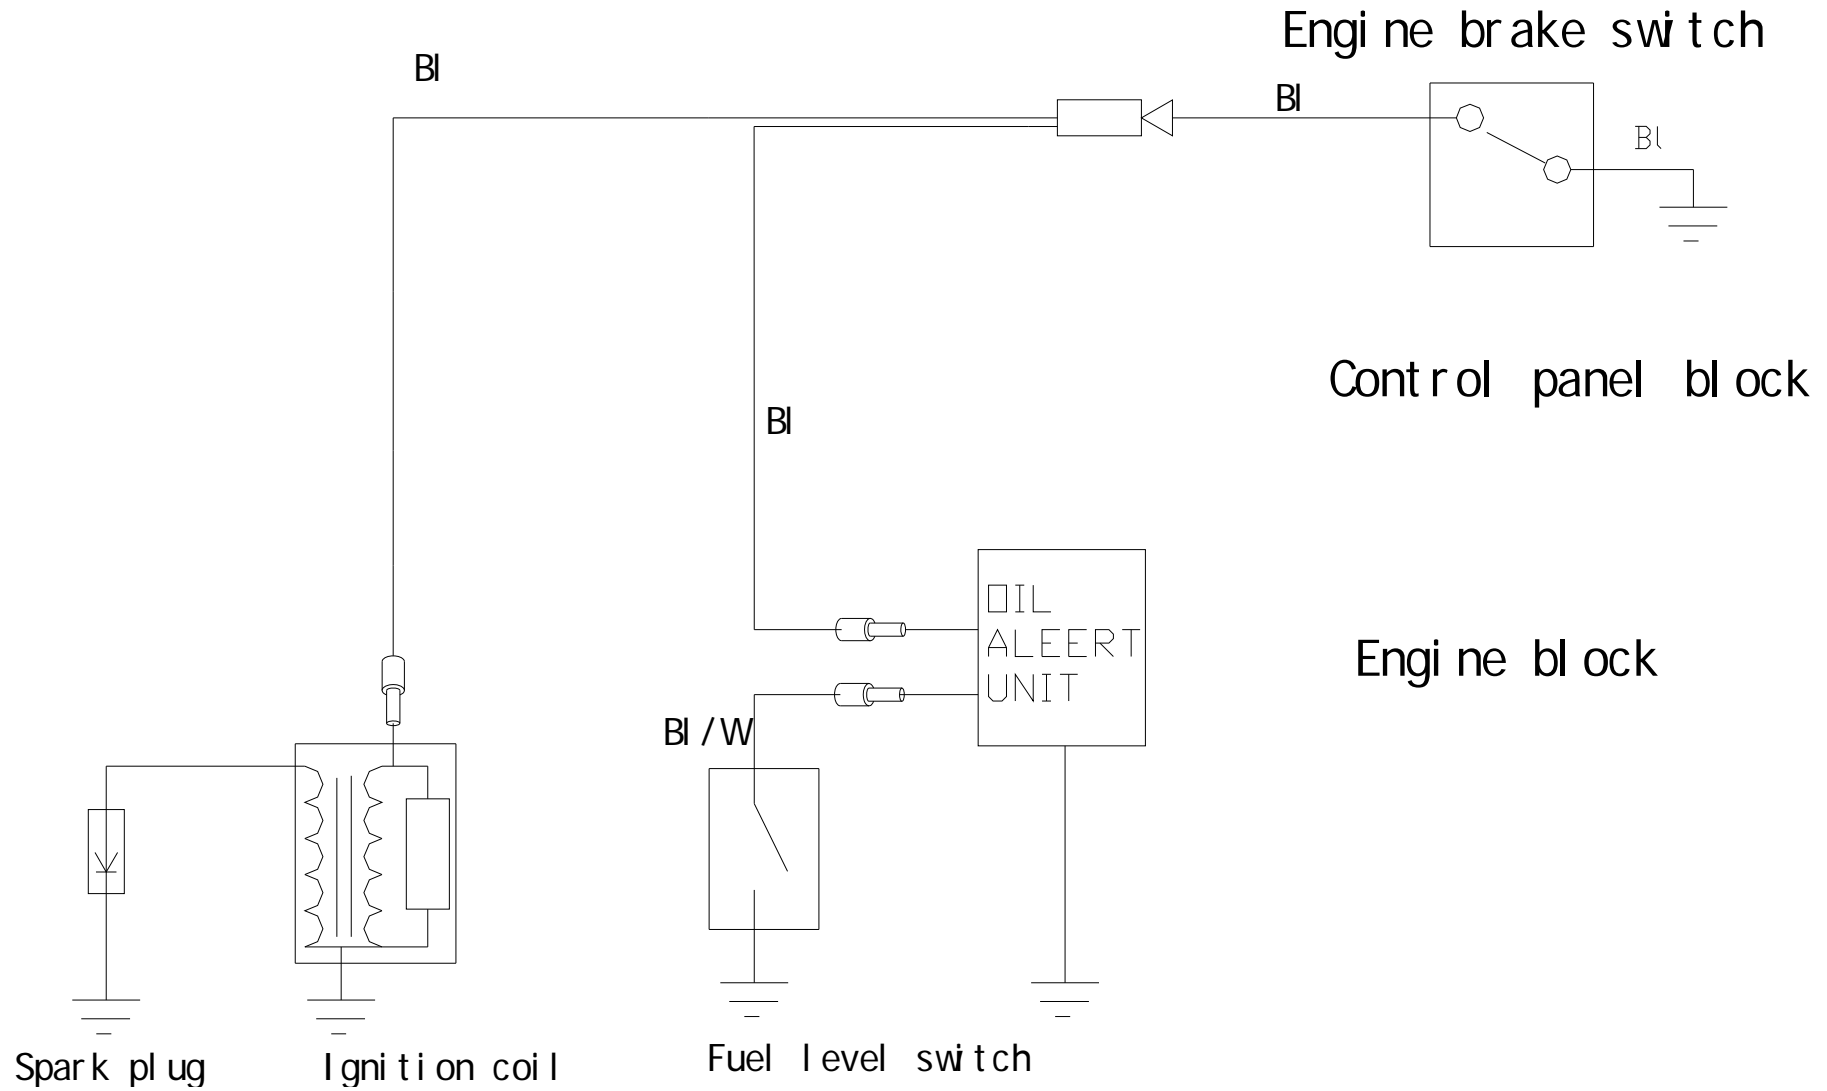 Engine brake switch
Bl
Bl
Bl
Control panel block
Bl
OIL
ALEERT
UNIT
Engine block
Bl/W
Spark plug
Ignition coil
Fuel level switch